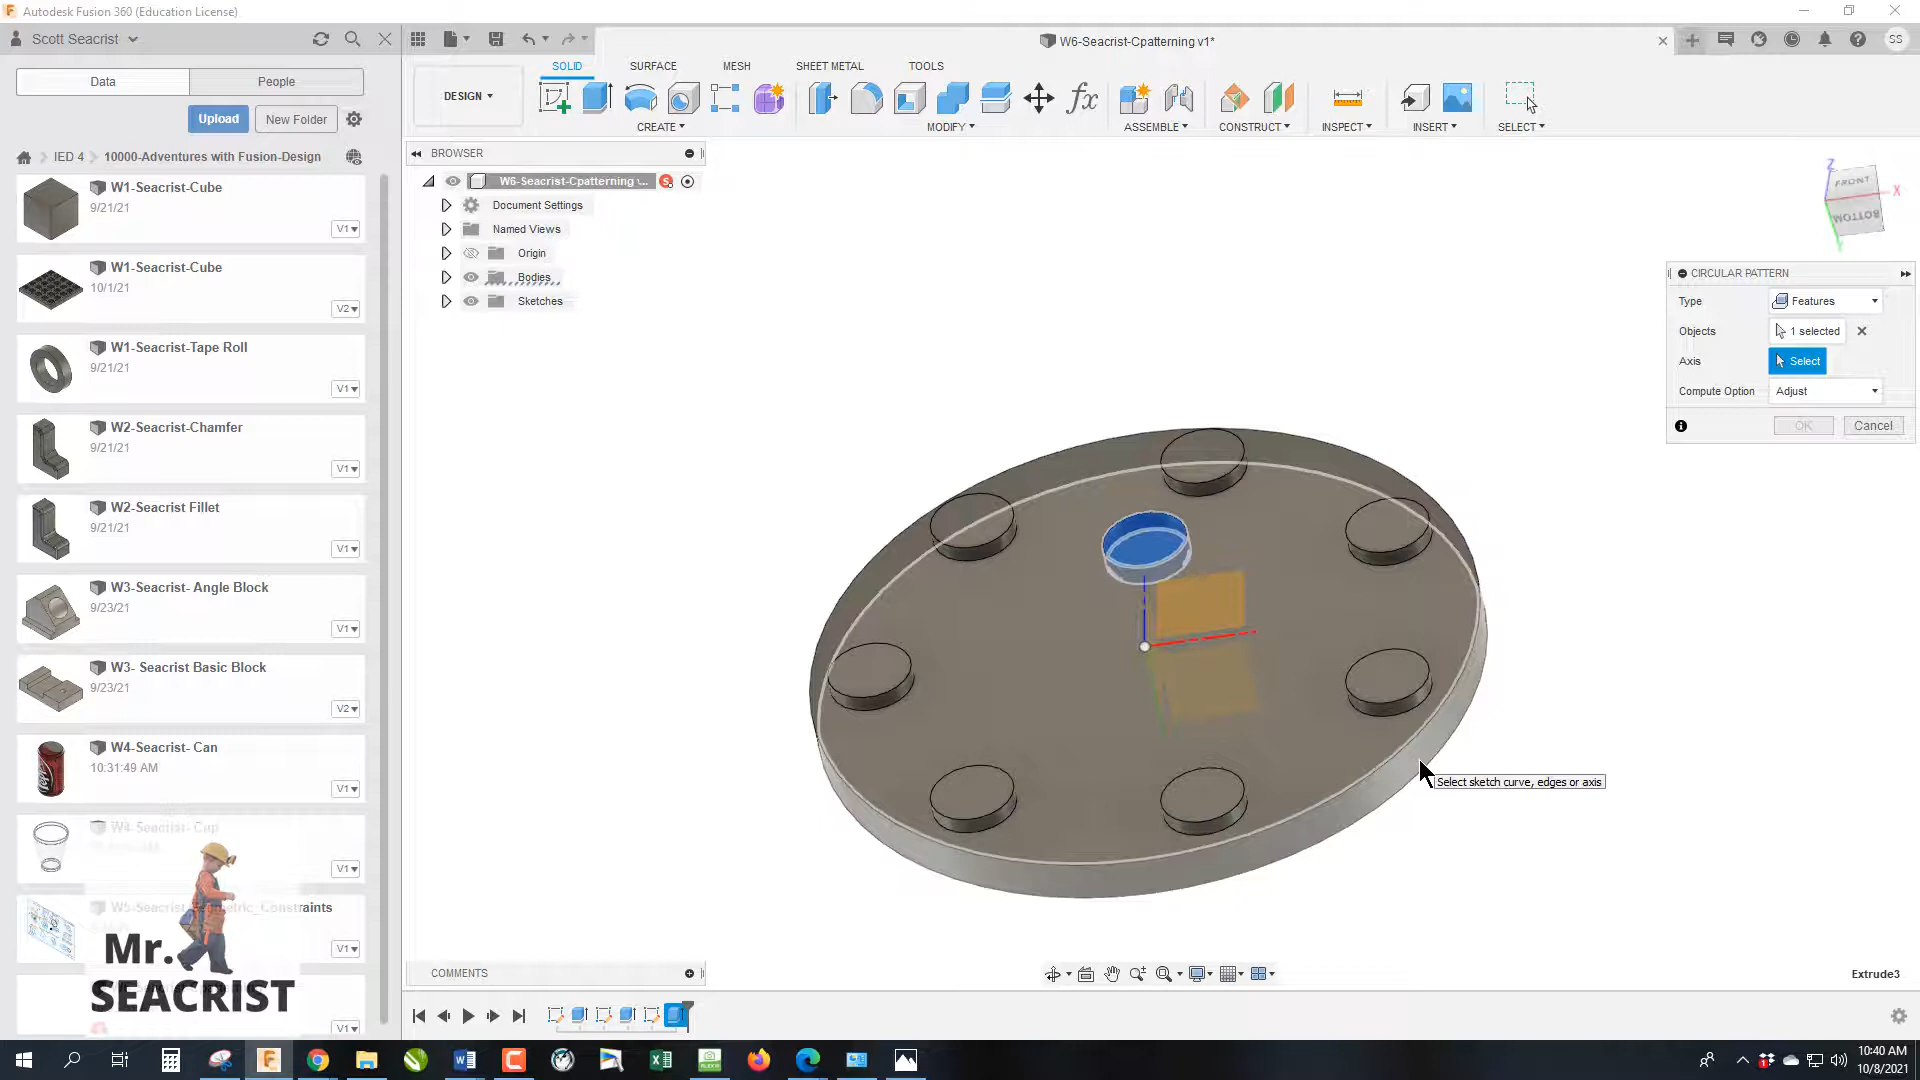 Autodesk Fusion 360 (Education License)
Scott Seacrist
W6-Seacrist-Cpatterning v1*
SS
Data
People
Upload
New Folder
IED 4
10000-Adventures with Fusion-Design
W1-Seacrist-Cube
9/21/21
V1
W1-Seacrist-Cube
10/1/21
V2
W1-Seacrist-Tape Roll
9/21/21
V1
W2-Seacrist-Chamfer
9/21/21
V1
W2-Seacrist Fillet
9/21/21
V1
W3-Seacrist- Angle Block
9/23/21
V1
W3- Seacrist Basic Block
9/23/21
V2
W4-Seacrist- Can
10:31:49 AM
V1
W4-Seacrist- Cup
V1
V1
V1
Mr.
SEACRIST
DESIGN
SOLID
SURFACE
MESH
SHEET METAL
TOOLS
CREATE
MODIFY
ASSEMBLE
CONSTRUCT
INSPECT
INSERT
SELECT
BROWSER
W6-Seacrist-Cpatterning v...
Document Settings
Named Views
Origin
Bodies
Sketches
Z
FRONT
X
BOTTOM
Y
CIRCULAR PATTERN
Type
Features
Objects
1 selected
Axis
Select
Compute Option
Adjust
OK
Cancel
Select sketch curve, edges or axis
COMMENTS
Extrude3
10:40 AM
10/8/2021